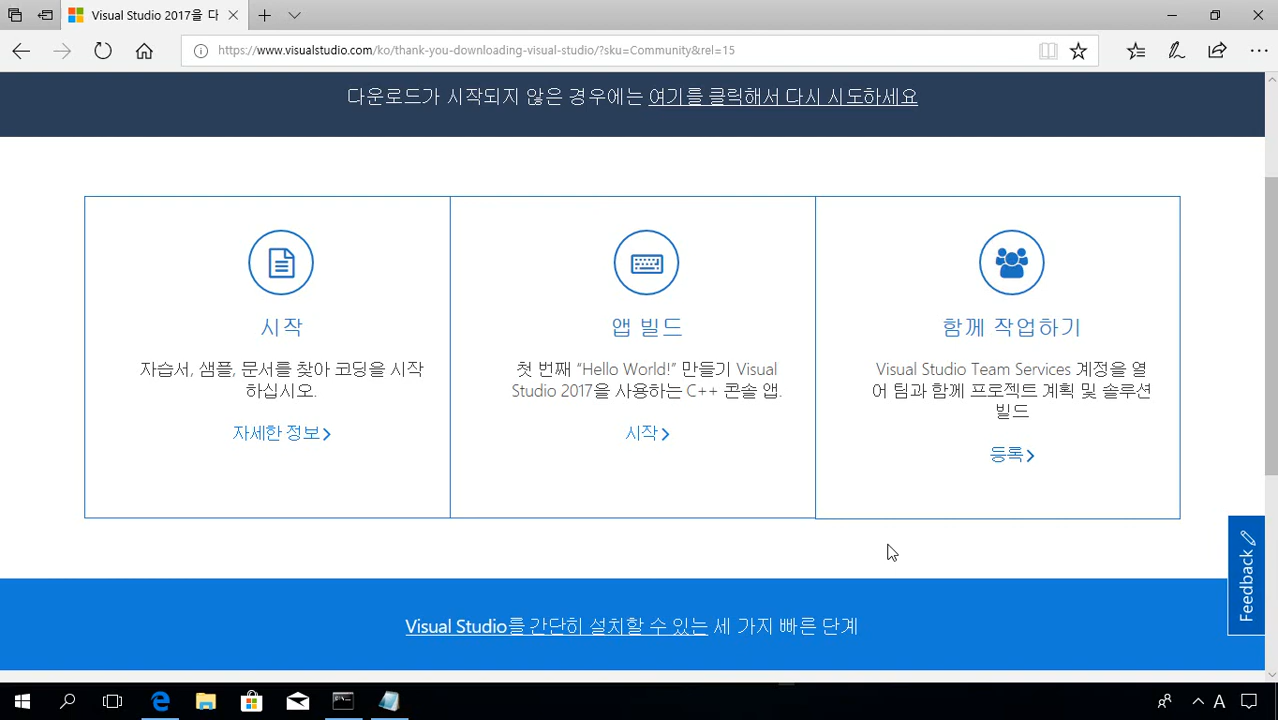 Visual Studio 2017을 다
https://www.visualstudio.com/ko/thank-you-downloading-visual-studio/?sku=Community&rel=15
다운로드가 시작되지 않은 경우에는 여기를 클릭해서 다시 시도하세요
시작
자습서, 샘플, 문서를 찾아 코딩을 시작
하십시오.
자세한 정보
앱 빌드
첫 번째 “Hello World!” 만들기 Visual
Studio 2017을 사용하는 C++ 콘솔 앱.
시작
함께 작업하기
Visual Studio Team Services 계정을 열
어 팀과 함께 프로젝트 계획 및 솔루션
빌드
등록
Feedback
Visual Studio를 간단히 설치할 수 있는 세 가지 빠른 단계
A